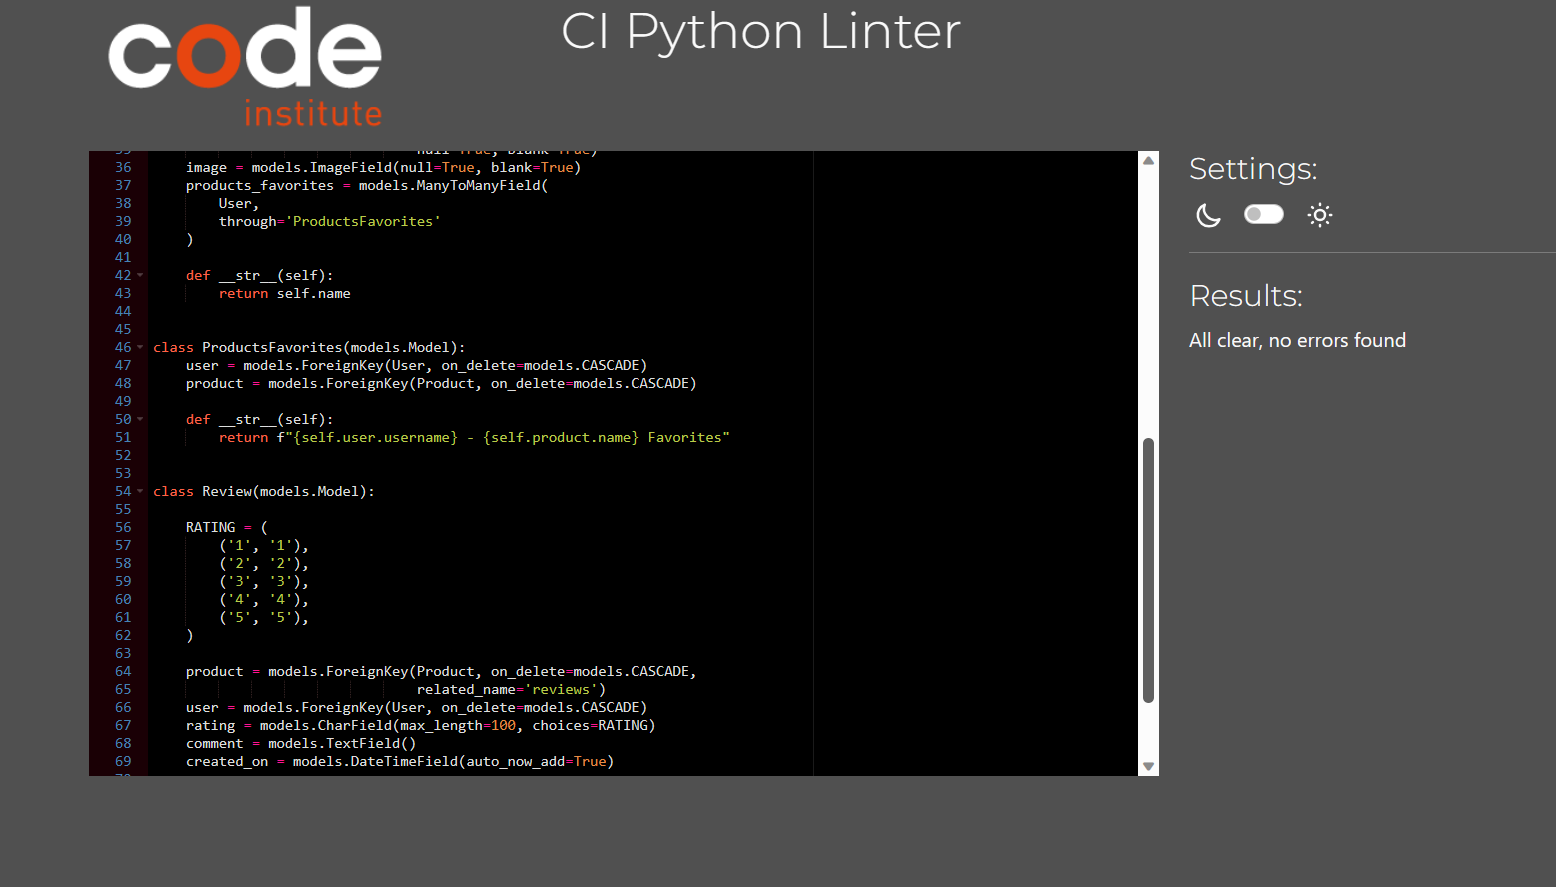 code
institute
CI Python Linter
36 image = models.ImageField(null=True, blank=True)
37 products_favorites = models.ManyToManyField(
38 User,
39 through='ProductsFavorites'
40 )
41
42 def __str__(self):
43 return self.name
44
45
46 class ProductsFavorites(models.Model):
47 user = models.ForeignKey(User, on_delete=models.CASCADE)
48 product = models.ForeignKey(Product, on_delete=models.CASCADE)
49
50 def __str__(self):
51 return f"{self.user.username} - {self.product.name} Favorites"
52
53
54 class Review(models.Model):
55
56 RATING = (
57 ('1', '1'),
58 ('2', '2'),
59 ('3', '3'),
60 ('4', '4'),
61 ('5', '5'),
62 )
63
64 product = models.ForeignKey(Product, on_delete=models.CASCADE,
65 related_name='reviews')
66 user = models.ForeignKey(User, on_delete=models.CASCADE)
67 rating = models.CharField(max_length=100, choices=RATING)
68 comment = models.TextField()
69 created_on = models.DateTimeField(auto_now_add=True)
Settings:
Results:
All clear, no errors found